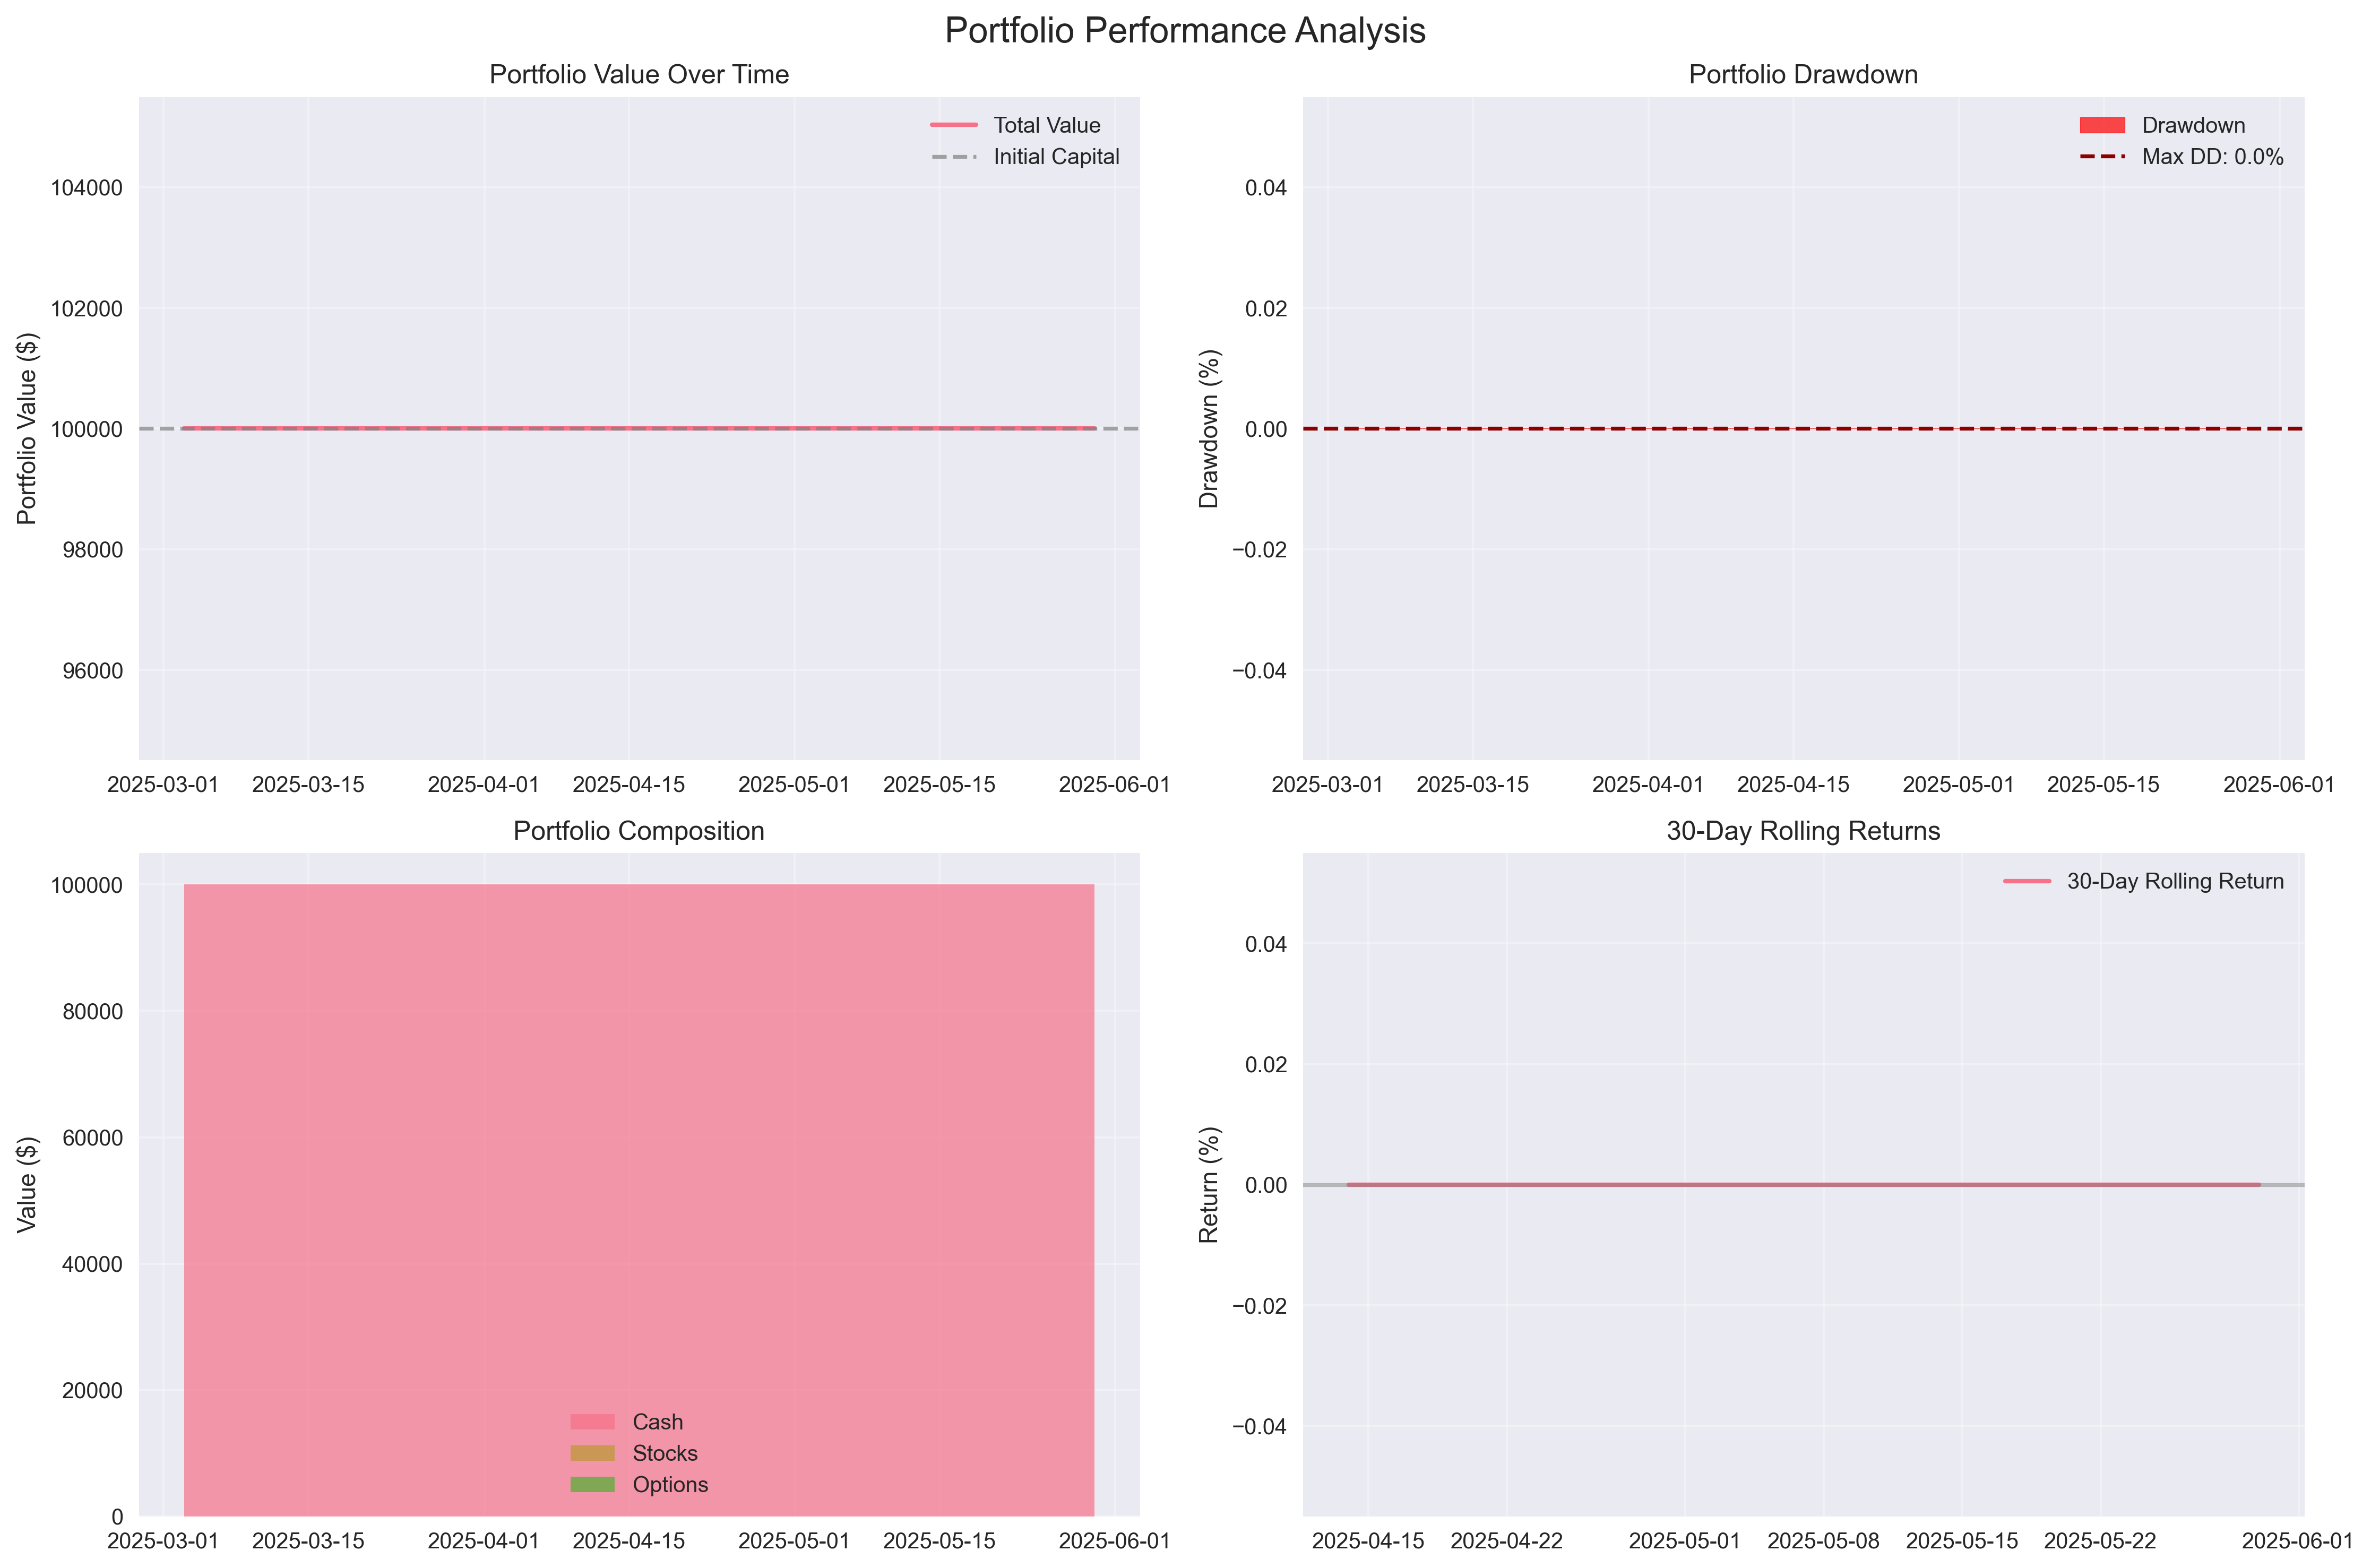 Portfolio Performance Analysis
Portfolio Value Over Time
Total Value
Initial Capital
Portfolio Value ($)
104000
102000
100000
98000
96000
2025-03-01 2025-03-15 2025-04-01 2025-04-15 2025-05-01 2025-05-15 2025-06-01
Portfolio Drawdown
Drawdown
Max DD: 0.0%
Drawdown (%)
0.04
0.02
0.00
−0.02
−0.04
2025-03-01 2025-03-15 2025-04-01 2025-04-15 2025-05-01 2025-05-15 2025-06-01
Portfolio Composition
Value ($)
100000
80000
60000
40000
20000
0
Cash
Stocks
Options
2025-03-01 2025-03-15 2025-04-01 2025-04-15 2025-05-01 2025-05-15 2025-06-01
30-Day Rolling Returns
30-Day Rolling Return
Return (%)
0.04
0.02
0.00
−0.02
−0.04
2025-04-15 2025-04-22 2025-05-01 2025-05-08 2025-05-15 2025-05-22 2025-06-01